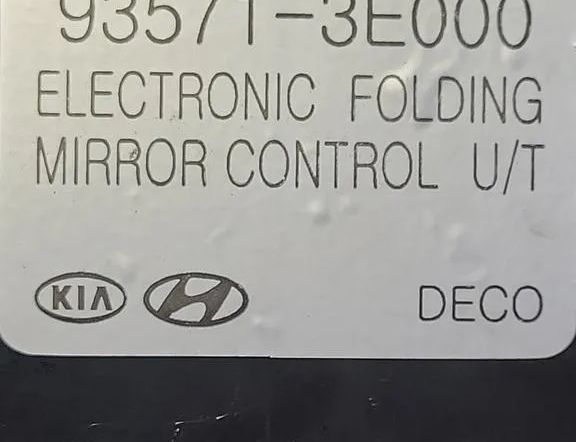 93571-3E000
ELECTRONIC FOLDING
MIRROR CONTROL U/T
KIA DECO